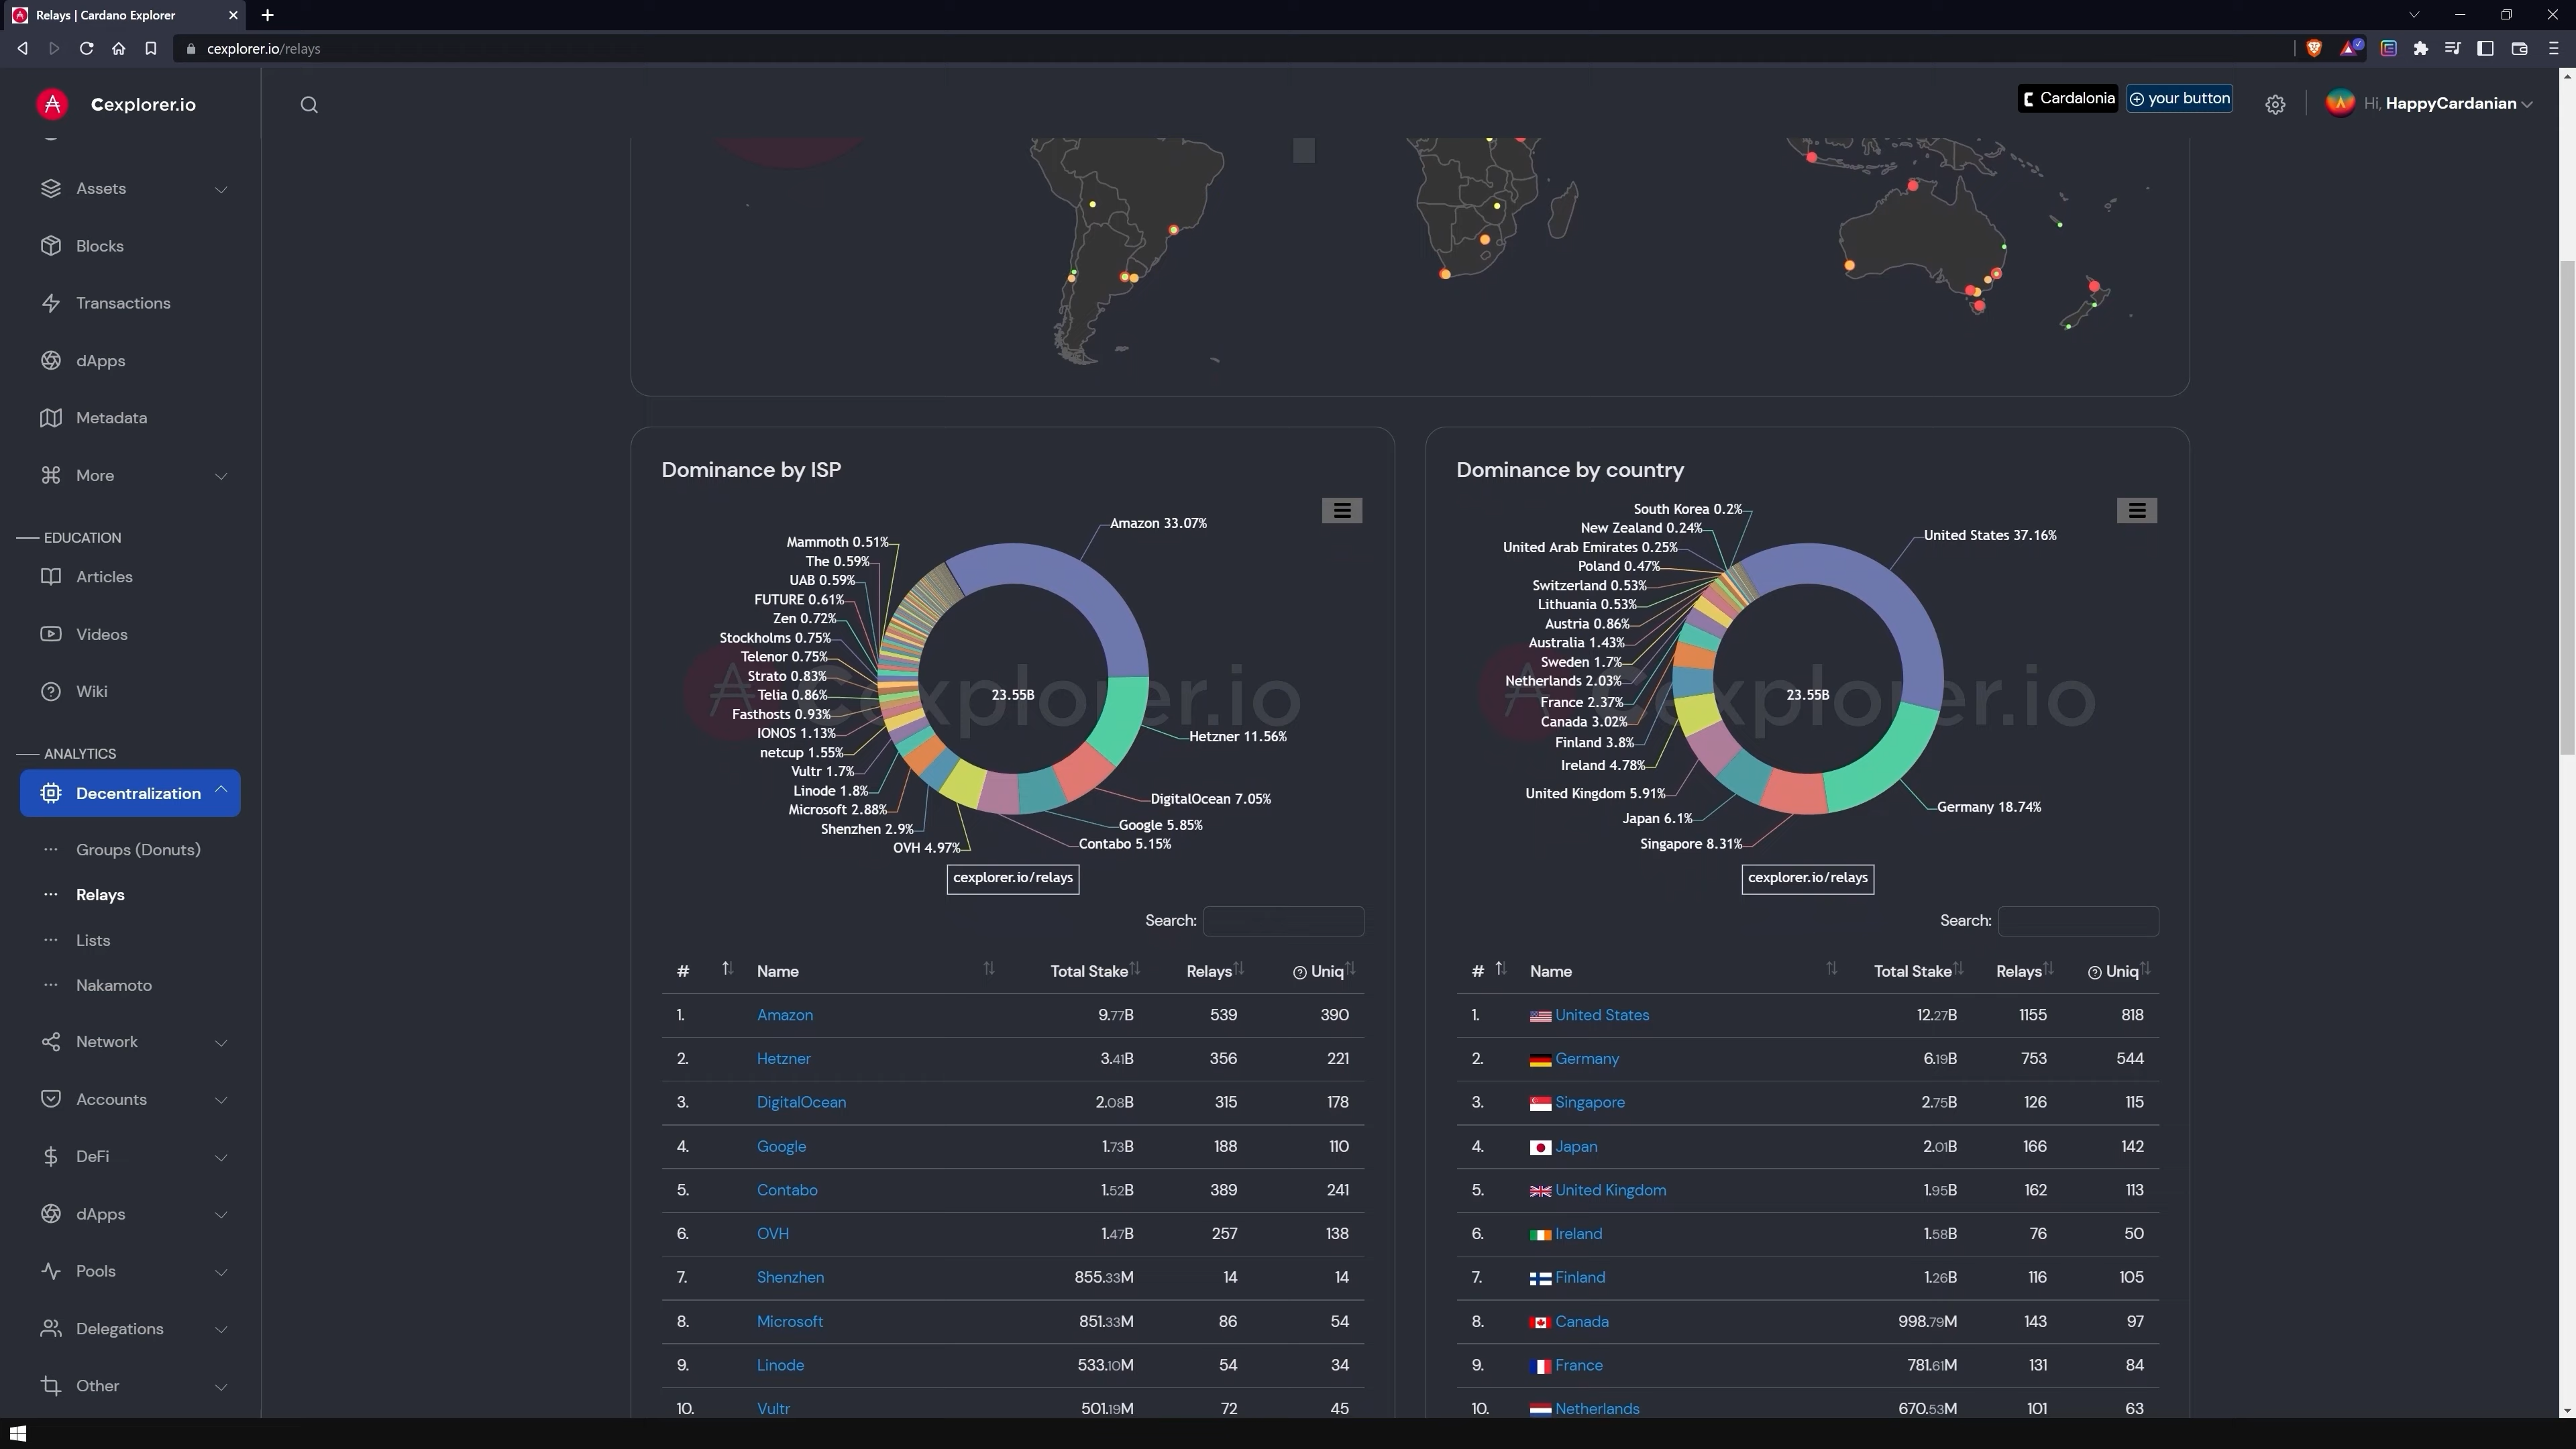 Relays | Cardano Explorer
cexplorer.io/relays
Cexplorer.io
Cardalonia
your button
Hi, HappyCardanian
Assets
Blocks
Transactions
dApps
Metadata
More
EDUCATION
Articles
Videos
Wiki
ANALYTICS
Decentralization
Groups (Donuts)
Relays
Lists
Nakamoto
Network
Accounts
DeFi
dApps
Pools
Delegations
Other
Dominance by ISP
Amazon 33.07%
Mammoth 0.51%
The 0.59%
UAB 0.59%
FUTURE 0.61%
Zen 0.72%
Stockholms 0.75%
Telenor 0.75%
Strato 0.83%
Telia 0.86%
Fasthosts 0.93%
IONOS 1.13%
netcup 1.55%
Vultr 1.7%
Linode 1.8%
Microsoft 2.88%
Shenzhen 2.9%
OVH 4.97%
Contabo 5.15%
Google 5.85%
DigitalOcean 7.05%
Hetzner 11.56%
23.55B
Cexplorer.io
cexplorer.io/relays
Search:
# Name Total Stake Relays Uniq
1. Amazon 9.77B 539 390
2. Hetzner 3.41B 356 221
3. DigitalOcean 2.08B 315 178
4. Google 1.73B 188 110
5. Contabo 1.52B 389 241
6. OVH 1.47B 257 138
7. Shenzhen 855.33M 14 14
8. Microsoft 851.33M 86 54
9. Linode 533.10M 54 34
10. Vultr 501.19M 72 45
Dominance by country
South Korea 0.2%
New Zealand 0.24%
United Arab Emirates 0.25%
Poland 0.47%
Switzerland 0.53%
Lithuania 0.53%
Austria 0.86%
Australia 1.43%
Sweden 1.7%
Netherlands 2.03%
France 2.37%
Canada 3.02%
Finland 3.8%
Ireland 4.78%
United Kingdom 5.91%
Japan 6.1%
Singapore 8.31%
Germany 18.74%
United States 37.16%
23.55B
Cexplorer.io
cexplorer.io/relays
Search:
# Name Total Stake Relays Uniq
1. United States 12.27B 1155 818
2. Germany 6.19B 753 544
3. Singapore 2.75B 126 115
4. Japan 2.01B 166 142
5. United Kingdom 1.95B 162 113
6. Ireland 1.58B 76 50
7. Finland 1.26B 116 105
8. Canada 998.79M 143 97
9. France 781.61M 131 84
10. Netherlands 670.53M 101 63